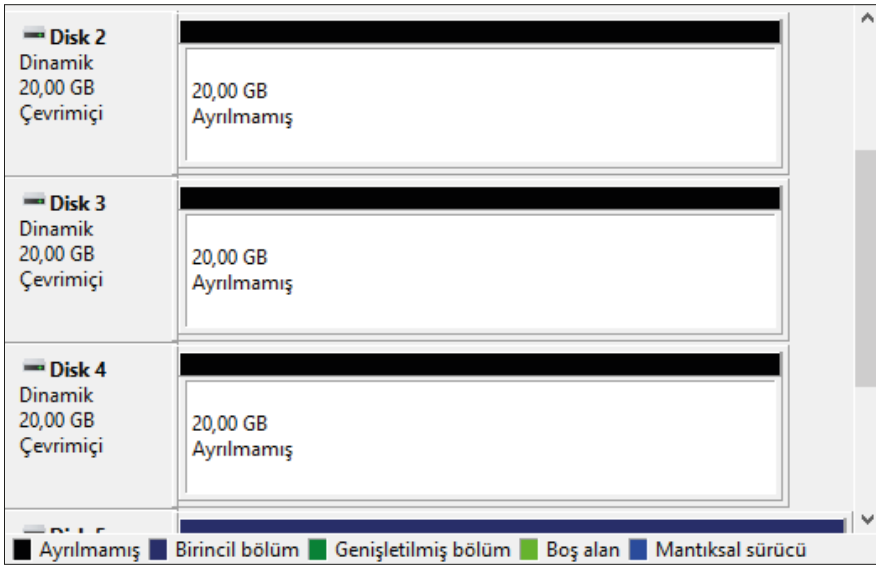 Disk 2
Dinamik
20,00 GB
Çevrimiçi
20,00 GB
Ayrılmamış
Disk 3
Dinamik
20,00 GB
Çevrimiçi
20,00 GB
Ayrılmamış
Disk 4
Dinamik
20,00 GB
Çevrimiçi
20,00 GB
Ayrılmamış
Ayrılmamış Birincil bölüm Genişletilmiş bölüm Boş alan Mantıksal sürücü